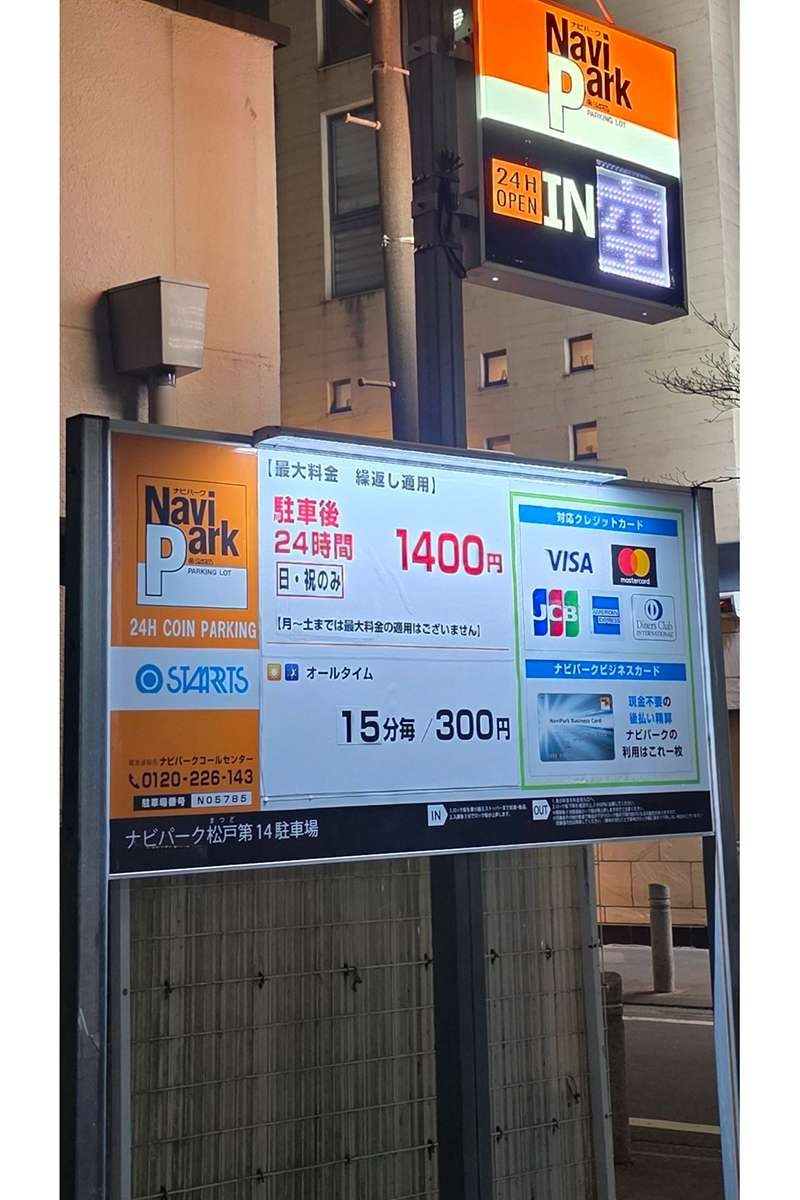 ナビパーク
Navi
Park
PARKING LOT
24H
OPEN
IN
空
ナビパーク
Navi
Park
PARKING LOT
24H COIN PARKING
STARTS
ナビパークコールセンター
0120-226-143
駐車場番号 NO5785
まつど
ナビパーク松戸第14駐車場
【最大料金 繰返し適用】
駐車後
24時間
1400円
日・祝のみ
【月～土までは最大料金の適用はございません】
オールタイム
15分毎/300円
対応クレジットカード
VISA
mastercard
JCB
AMERICAN
EXPRESS
Diners Club
INTERNATIONAL
ナビパークビジネスカード
NaviPark Business Card
現金不要の
後払い精算
ナビパークの
利用はこれ一枚
IN
OUT